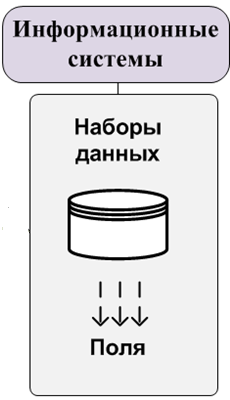 Информационные
системы
Наборы
данных
Поля